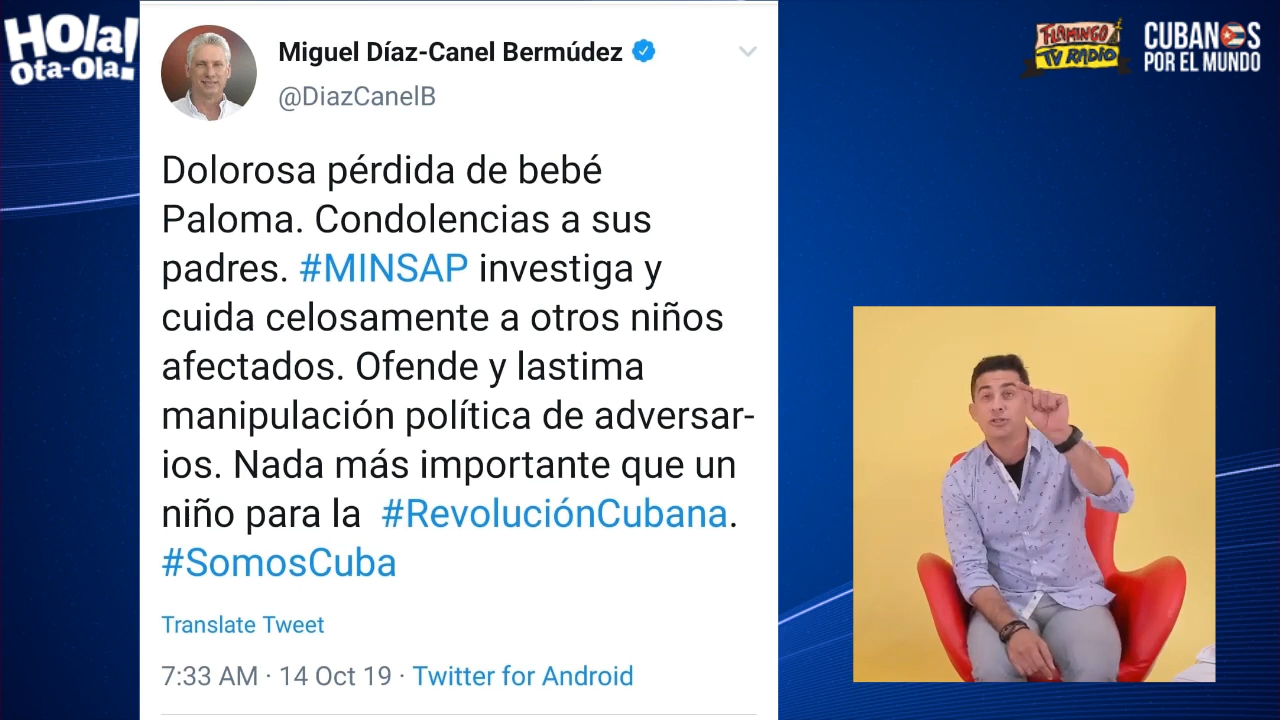 HOla!
Ota-Ola!
Miguel Díaz-Canel Bermúdez
@DiazCanelB
Dolorosa pérdida de bebé
Paloma. Condolencias a sus
padres. #MINSAP investiga y
cuida celosamente a otros niños
afectados. Ofende y lastima
manipulación política de adversar-
ios. Nada más importante que un
niño para la #RevoluciónCubana.
#SomosCuba
Translate Tweet
7:33 AM · 14 Oct 19 · Twitter for Android
FLAMINGO
TV RADIO
CUBANOS
POR EL MUNDO